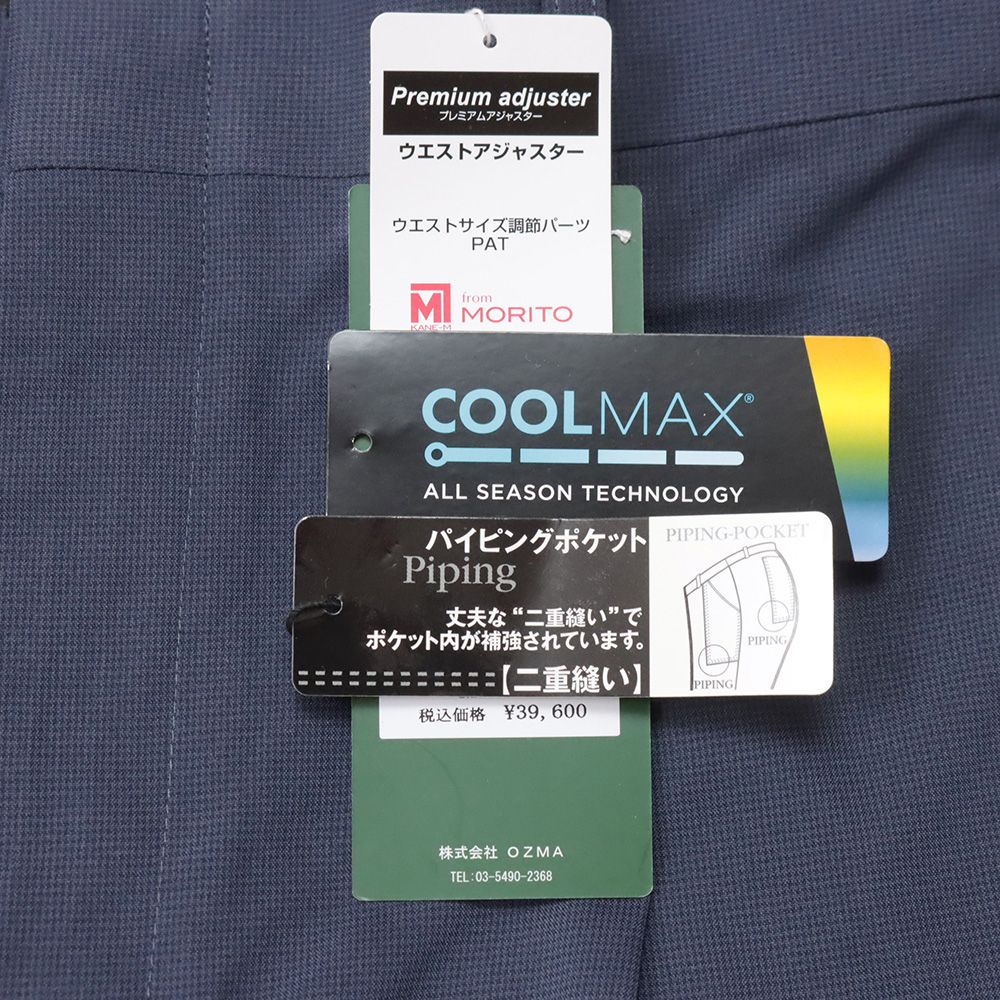 Premium adjuster
プレミアムアジャスター
ウエストアジャスター
ウエストサイズ調節パーツ
PAT
M
KANE-M
from
MORITO
COOLMAX®
ALL SEASON TECHNOLOGY
パイピングポケット
Piping
丈夫な“二重縫い”で
ポケット内が補強されています。
【二重縫い】
PIPING-POCKET
PIPING
PIPING
税込価格 ¥39,600
株式会社 OZMA
TEL:03-5490-2368